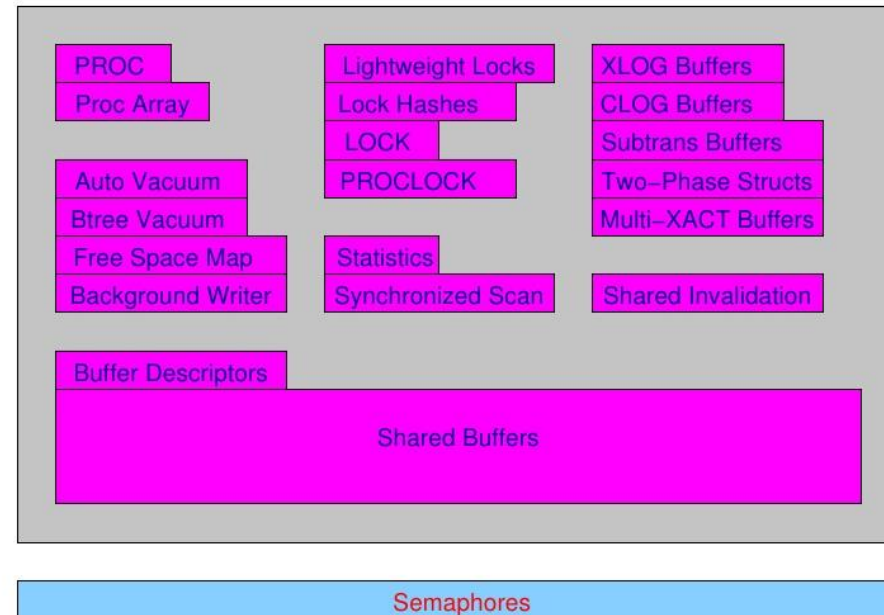 PROC
Proc Array
Auto Vacuum
Btree Vacuum
Free Space Map
Background Writer
Lightweight Locks
Lock Hashes
LOCK
PROCLOCK
Statistics
Synchronized Scan
XLOG Buffers
CLOG Buffers
Subtrans Buffers
Two−Phase Structs
Multi−XACT Buffers
Shared Invalidation
Buffer Descriptors
Shared Buffers
Semaphores